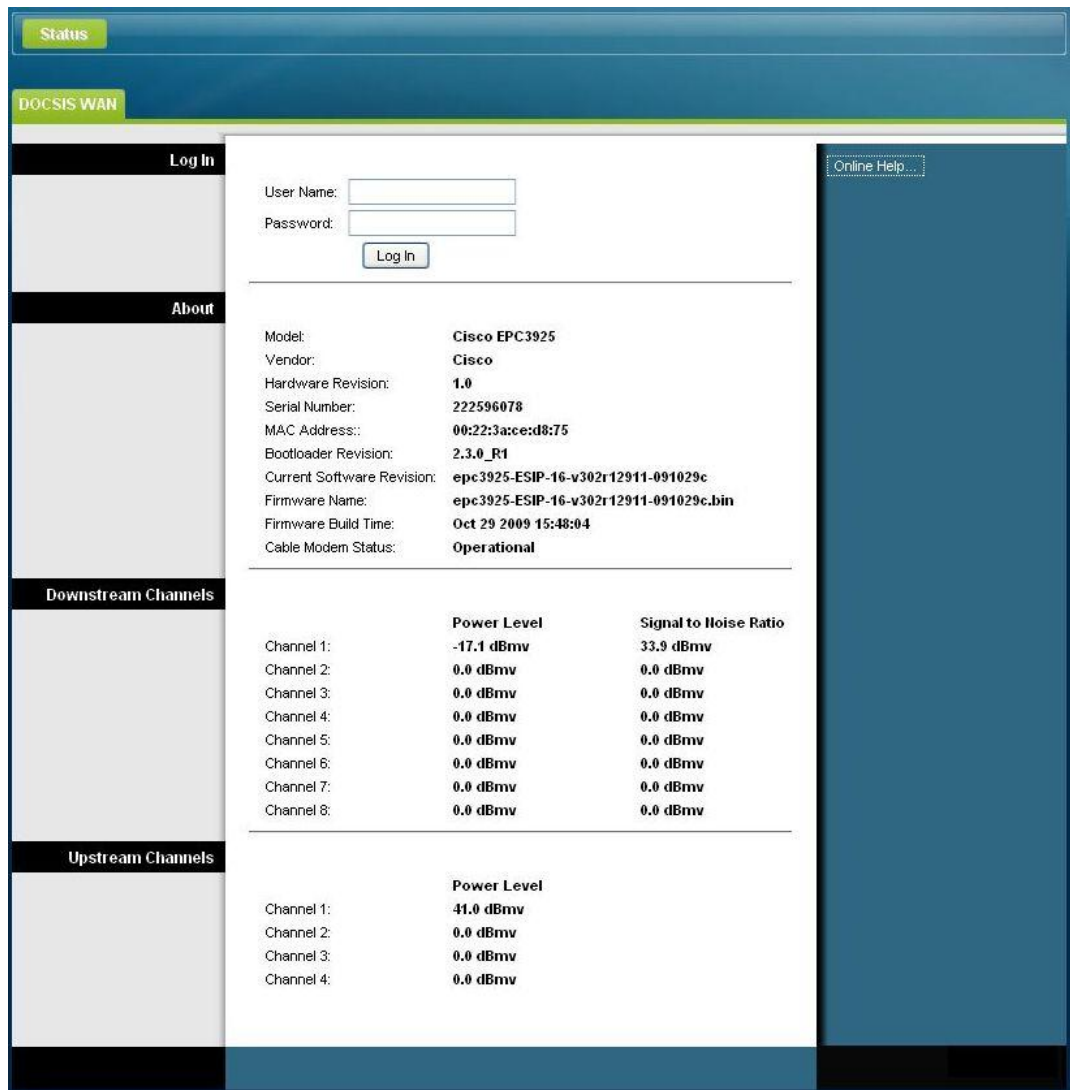 Status
DOCSIS WAN
Log In
User Name:
Password:
Log In
Online Help...
About
Model: Cisco EPC3925
Vendor: Cisco
Hardware Revision: 1.0
Serial Number: 222596078
MAC Address:: 00:22:3a:ce:d8:75
Bootloader Revision: 2.3.0_R1
Current Software Revision: epc3925-ESIP-16-v302r12911-091029c
Firmware Name: epc3925-ESIP-16-v302r12911-091029c.bin
Firmware Build Time: Oct 29 2009 15:48:04
Cable Modem Status: Operational
Downstream Channels
Power Level Signal to Noise Ratio
Channel 1: -17.1 dBmv 33.9 dBmv
Channel 2: 0.0 dBmv 0.0 dBmv
Channel 3: 0.0 dBmv 0.0 dBmv
Channel 4: 0.0 dBmv 0.0 dBmv
Channel 5: 0.0 dBmv 0.0 dBmv
Channel 6: 0.0 dBmv 0.0 dBmv
Channel 7: 0.0 dBmv 0.0 dBmv
Channel 8: 0.0 dBmv 0.0 dBmv
Upstream Channels
Power Level
Channel 1: 41.0 dBmv
Channel 2: 0.0 dBmv
Channel 3: 0.0 dBmv
Channel 4: 0.0 dBmv